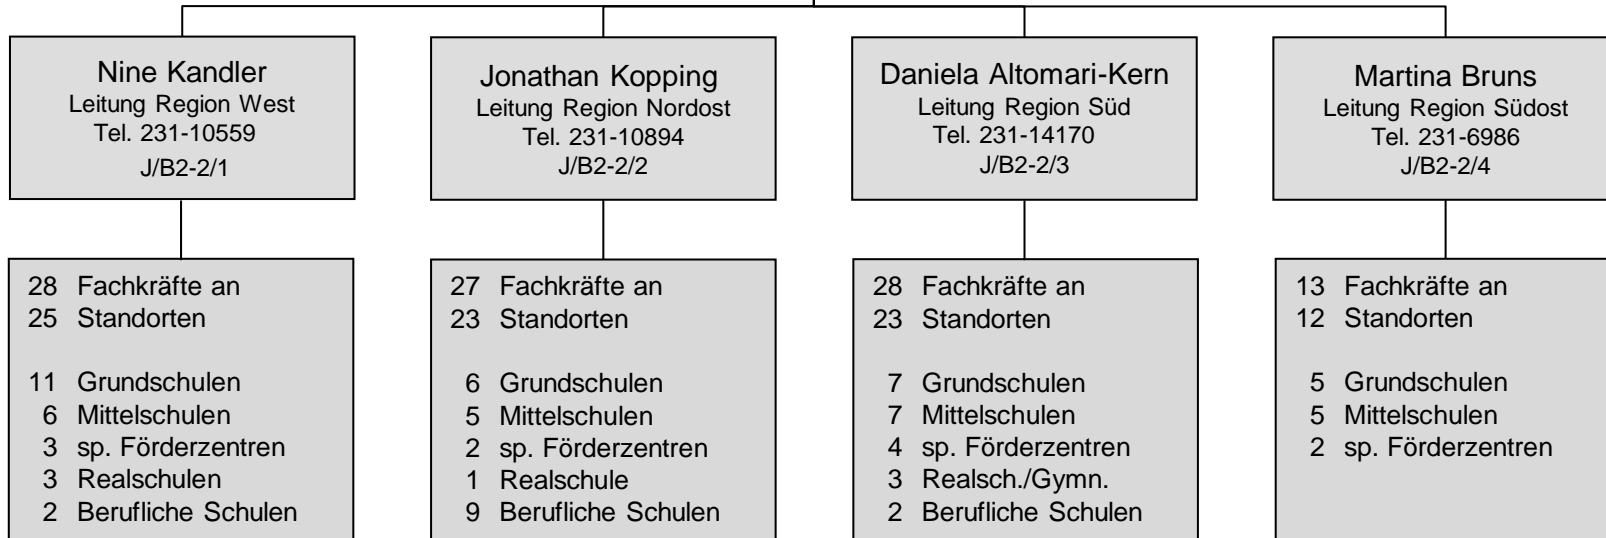 Nine Kandler
Leitung Region West
Tel. 231-10559
J/B2-2/1
28 Fachkräfte an
25 Standorten
11 Grundschulen
6 Mittelschulen
3 sp. Förderzentren
3 Realschulen
2 Berufliche Schulen
Jonathan Kopping
Leitung Region Nordost
Tel. 231-10894
J/B2-2/2
27 Fachkräfte an
23 Standorten
6 Grundschulen
5 Mittelschulen
2 sp. Förderzentren
1 Realschule
9 Berufliche Schulen
Daniela Altomari-Kern
Leitung Region Süd
Tel. 231-14170
J/B2-2/3
28 Fachkräfte an
23 Standorten
7 Grundschulen
7 Mittelschulen
4 sp. Förderzentren
3 Realsch./Gymn.
2 Berufliche Schulen
Martina Bruns
Leitung Region Südost
Tel. 231-6986
J/B2-2/4
13 Fachkräfte an
12 Standorten
5 Grundschulen
5 Mittelschulen
2 sp. Förderzentren